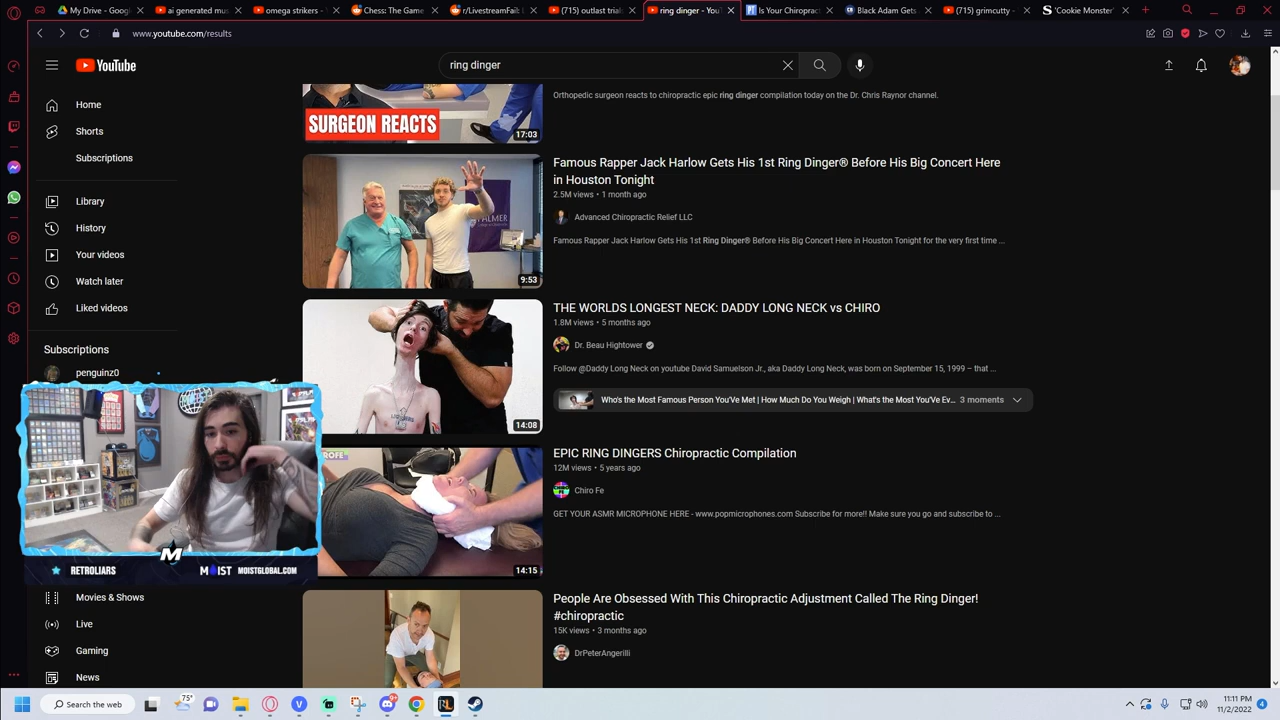 My Drive - Goo
ai generated mus
omega strikers -
Chess: The Game
r/LivestreamFail:
(715) outlast trial
ring dinger - You
Is Your Chiropract
Black Adam Gets
(715) grimcutty -
Cookie Monster'
www.youtube.com/results
YouTube
ring dinger
Home
Shorts
Subscriptions
Library
History
Your videos
Watch later
Liked videos
Subscriptions
penguinz0
SURGEON REACTS
17:03
Orthopedic surgeon reacts to chiropractic epic ring dinger compilation today on the Dr. Chris Raynor channel.
PALMER
9:53
Famous Rapper Jack Harlow Gets His 1st Ring Dinger® Before His Big Concert Here
in Houston Tonight
2.5M views • 1 month ago
Advanced Chiropractic Relief LLC
Famous Rapper Jack Harlow Gets His 1st Ring Dinger® Before His Big Concert Here in Houston Tonight for the very first time ...
14:08
THE WORLDS LONGEST NECK: DADDY LONG NECK vs CHIRO
1.8M views • 5 months ago
Dr. Beau Hightower
Follow @Daddy Long Neck on youtube David Samuelson Jr., aka Daddy Long Neck, was born on September 15, 1999 – that ...
Who's the Most Famous Person You'Ve Met | How Much Do You Weigh | What's the Most You'Ve Ev...
3 moments
ROFE
14:15
EPIC RING DINGERS Chiropractic Compilation
12M views • 5 years ago
Chiro Fe
GET YOUR ASMR MICROPHONE HERE - www.popmicrophones.com Subscribe for more!! Make sure you go and subscribe to ...
People Are Obsessed With This Chiropractic Adjustment Called The Ring Dinger!
#chiropractic
15K views • 3 months ago
DrPeterAngerilli
M
RETROLIARS
MOIST
MOISTGLOBAL.COM
Movies & Shows
Live
Gaming
News
Search the web
75°
9+
11:11 PM
11/2/2022
4